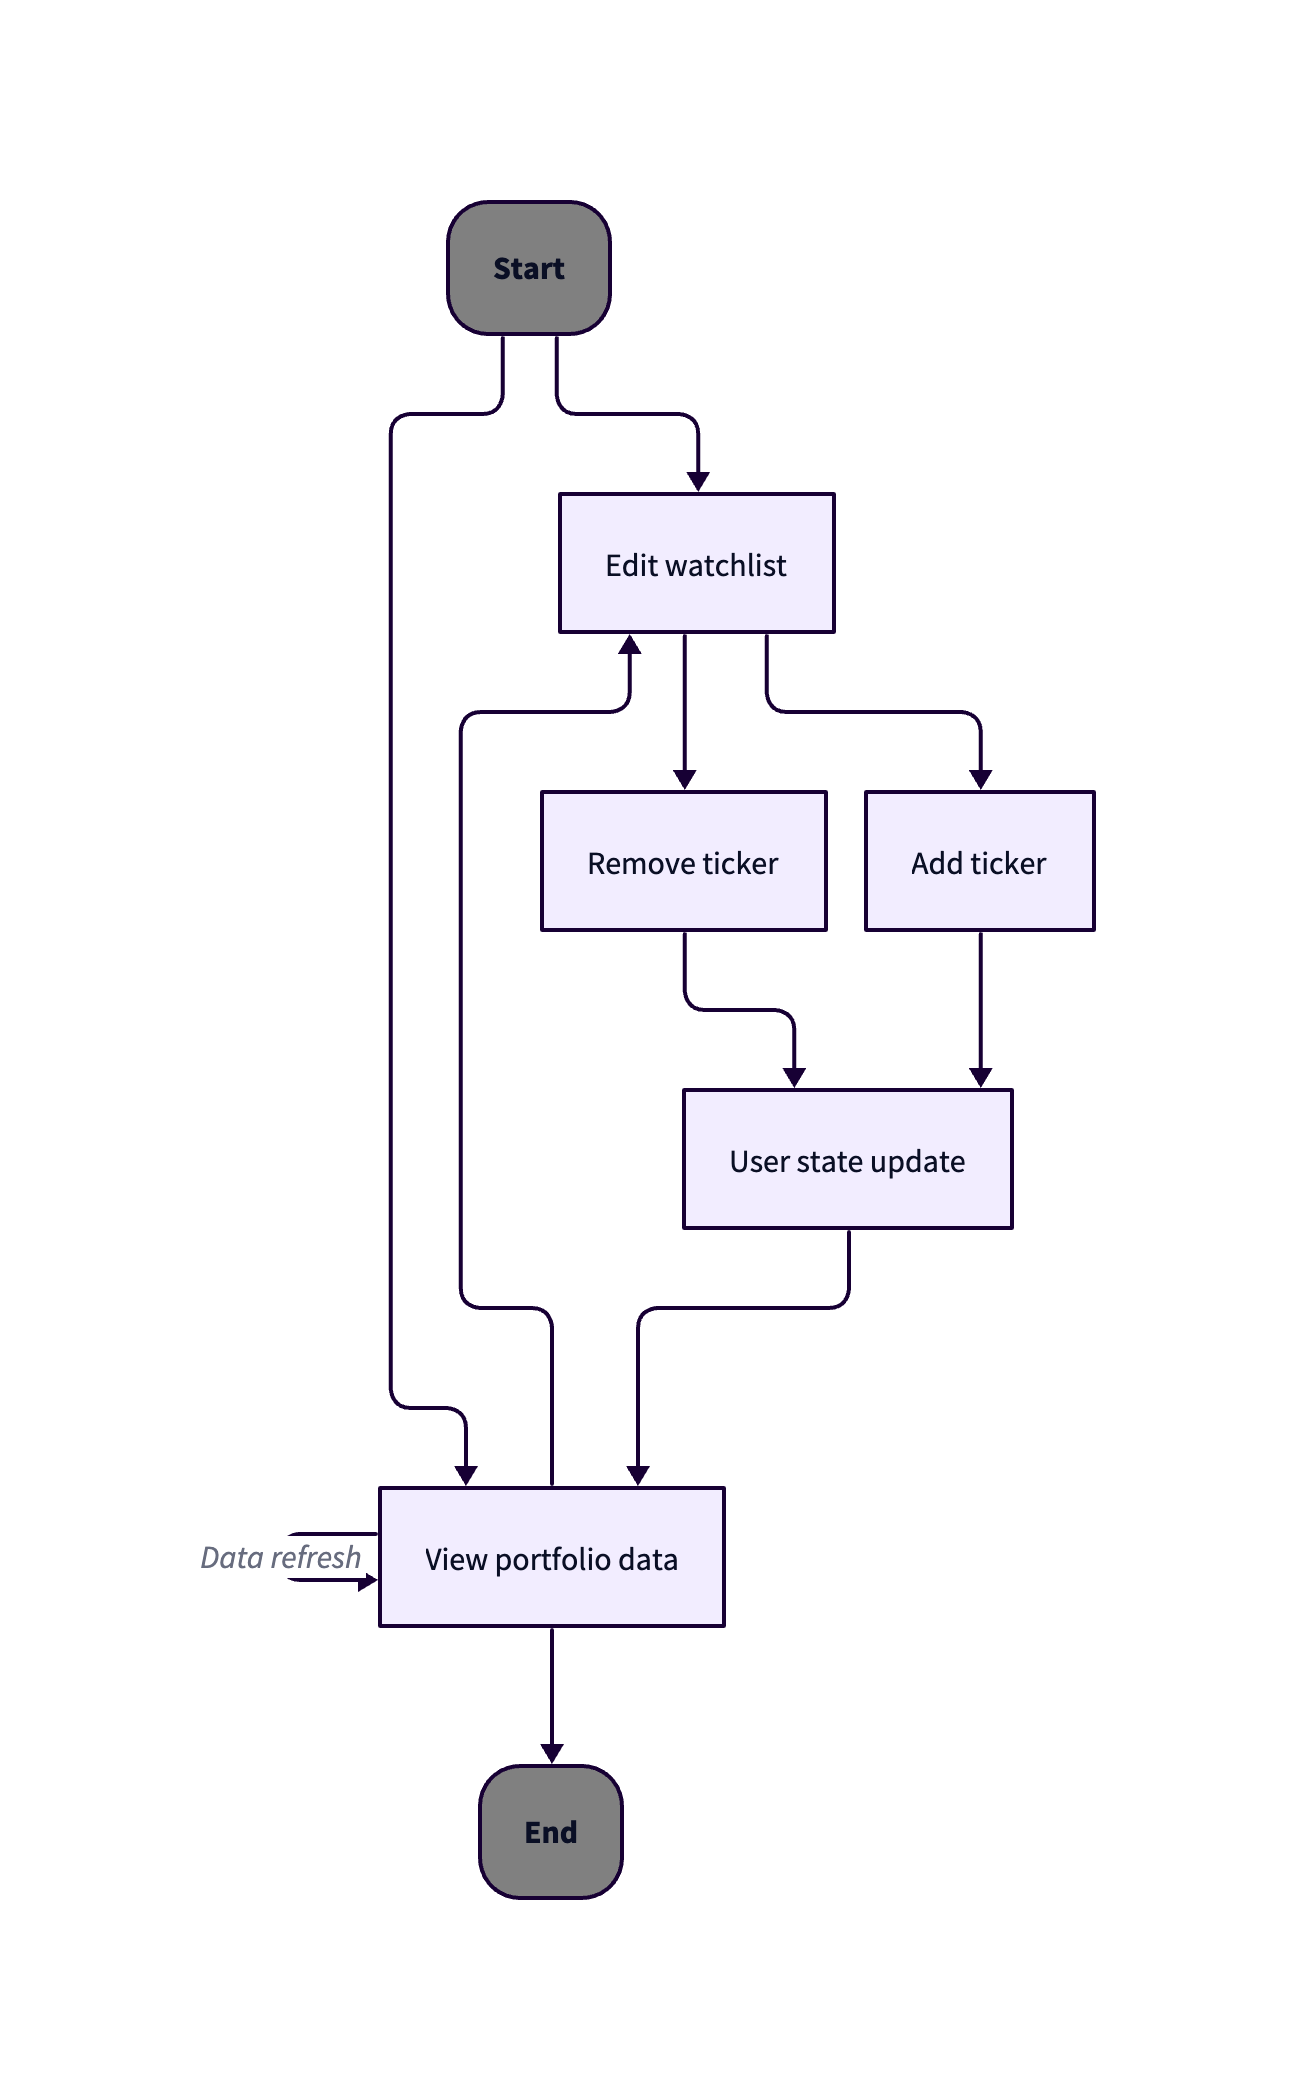 Start
Edit watchlist
Remove ticker
Add ticker
User state update
Data refresh
View portfolio data
End